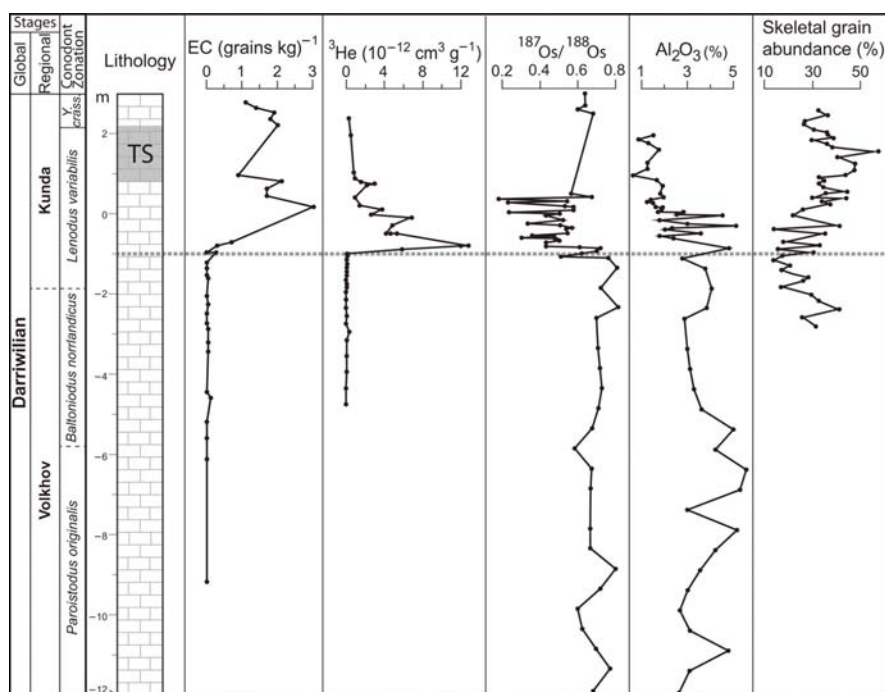 Stages
Global
Regional
Conodont
Zonation
Lithology
EC (grains kg)⁻¹
³He (10⁻¹² cm³ g⁻¹)
¹⁸⁷Os/¹⁸⁸Os
Al₂O₃(%)
Skeletal grain
abundance (%)
0 1 2 3
0 4 8 12
0.2 0.4 0.6 0.8
1 3 5
10 30 50
m
Y.
crass.
2
TS
0
−2
−4
−6
−8
−10
−12
Darriwilian
Kunda
Volkhov
Lenodus variabilis
Baltoniodus norrlandicus
Paroistodus originalis